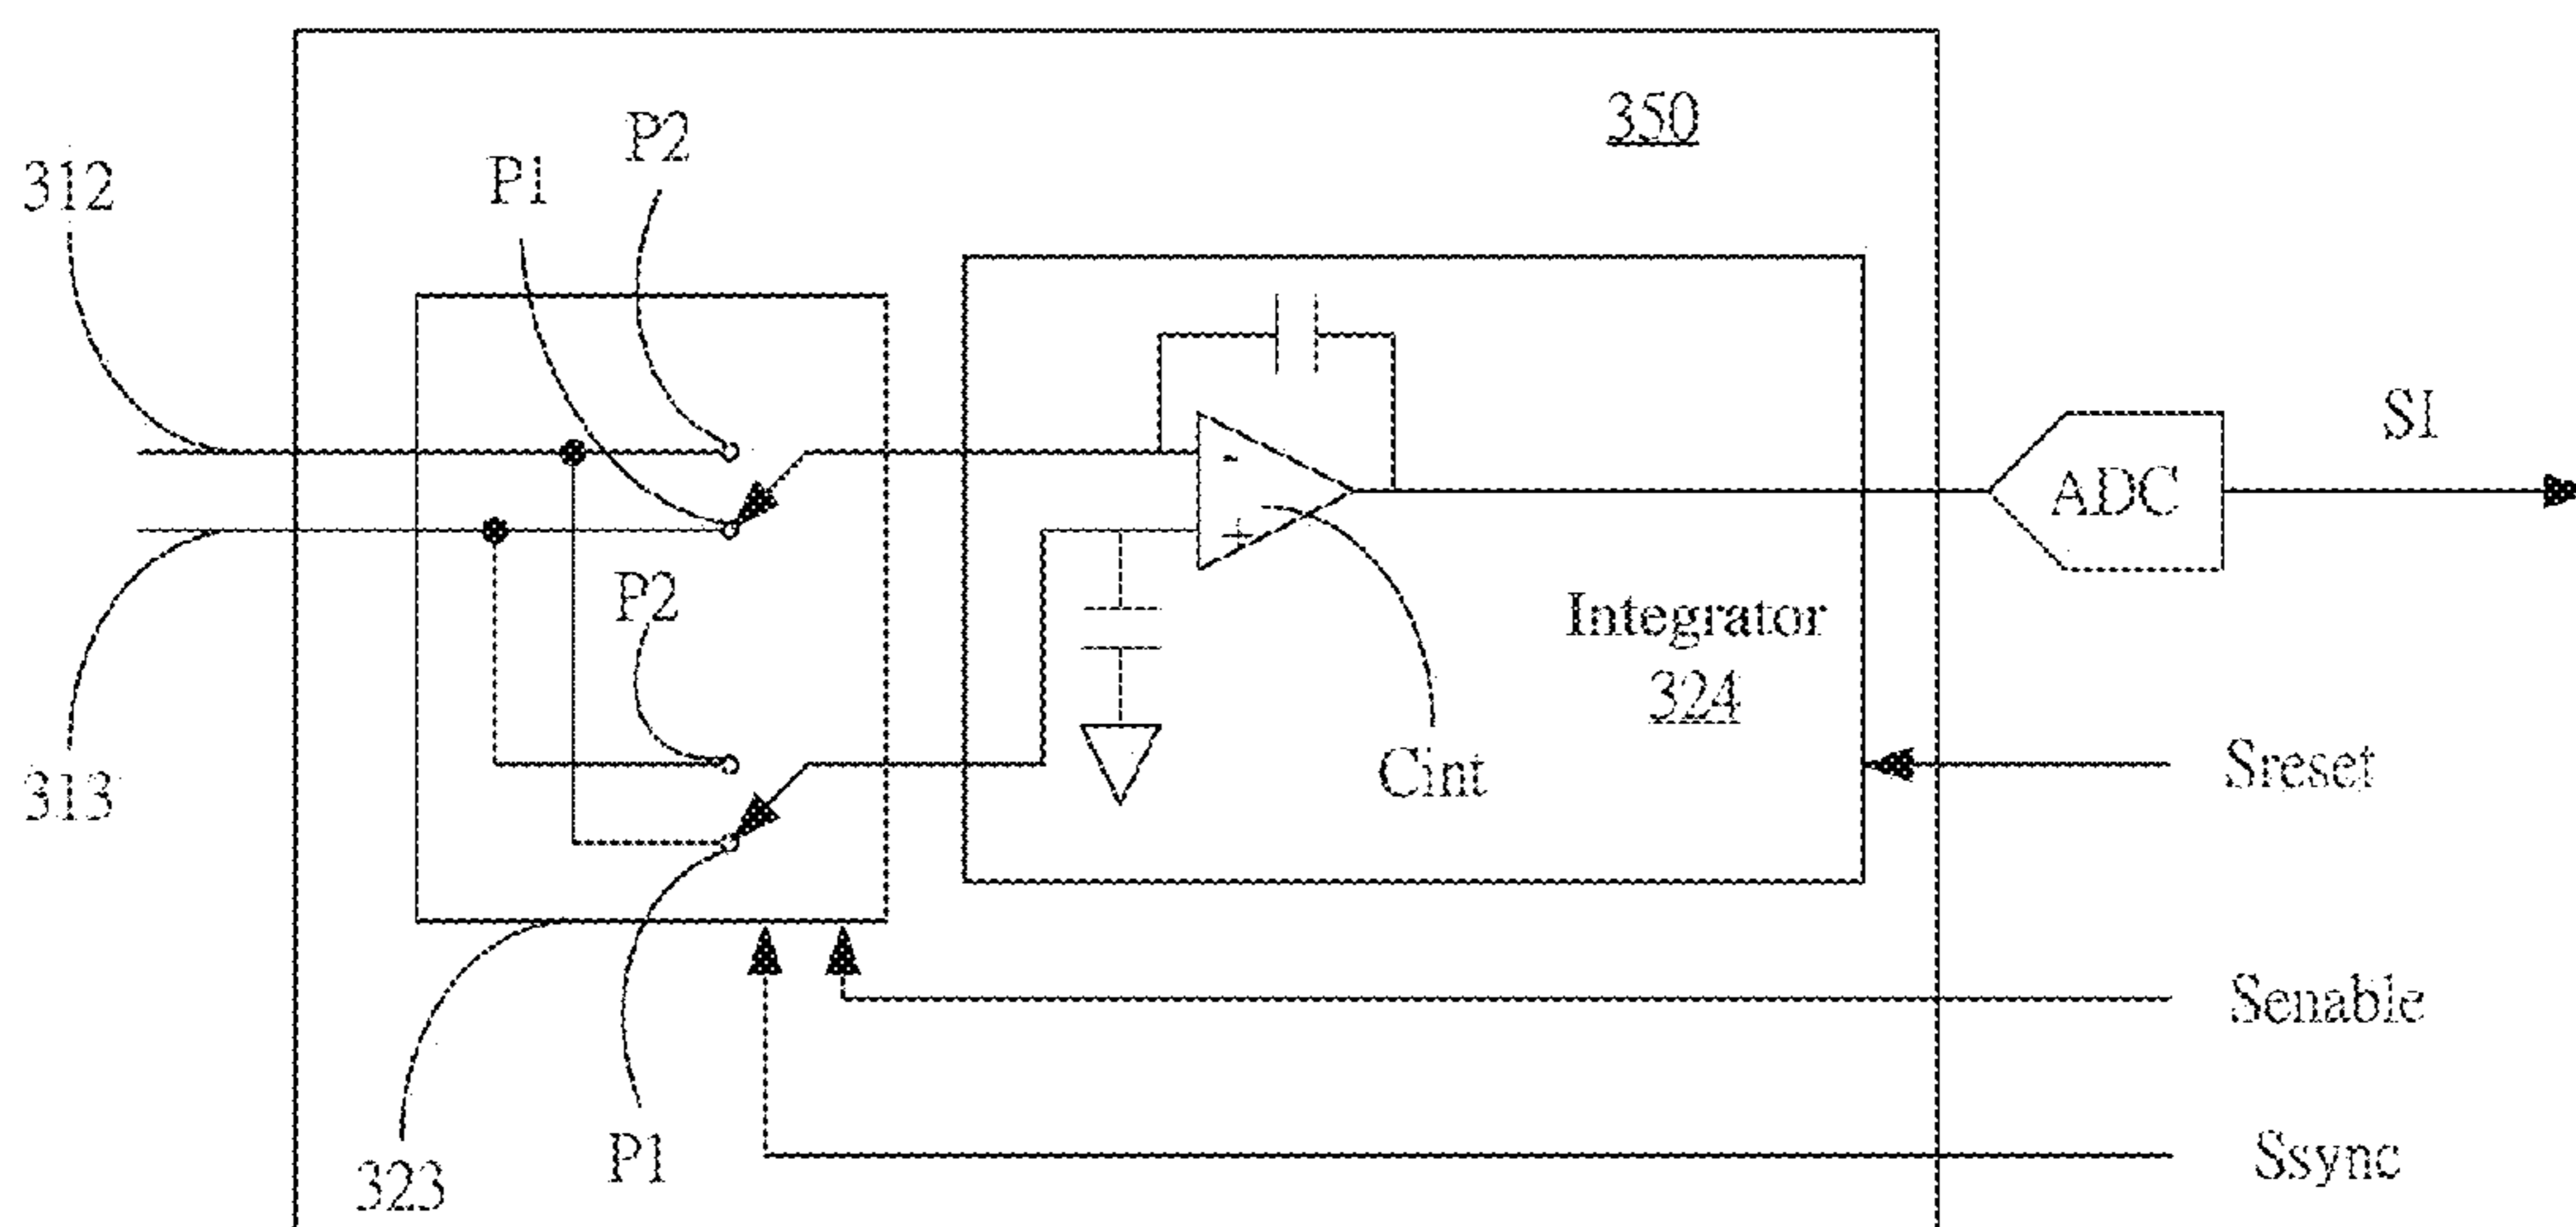 350
P2
P1
312
SI
ADC
-
+
P2
Integrator
324
Cint
Sreset
313
Senable
P1
Ssync
323